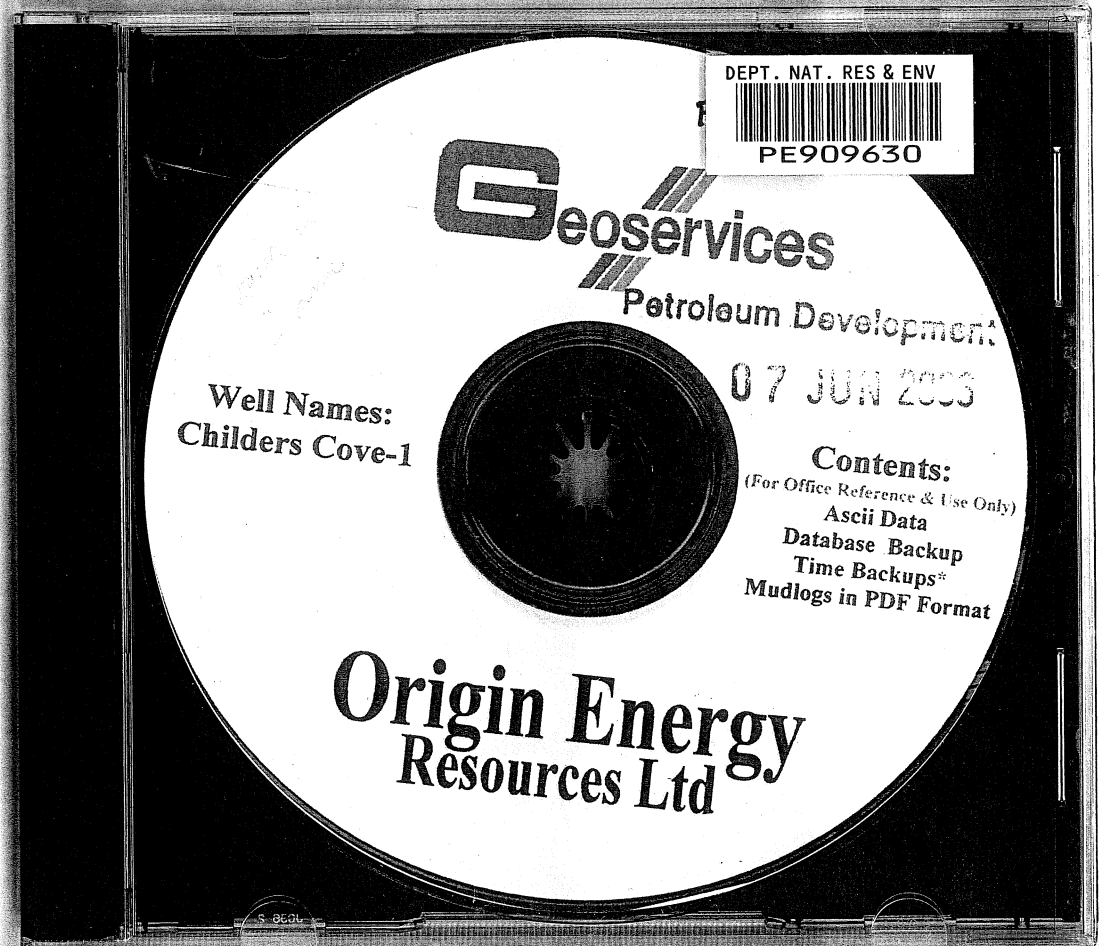 DEPT. NAT. RES & ENV
PE909630
Geoservices
Petroleum Development
07 JUN
Well Names:
Childers Cove-1
Contents:
(For Office Reference & Use Only)
Ascii Data
Database Backup
Time Backups*
Mudlogs in PDF Format
Origin Energy
Resources Ltd